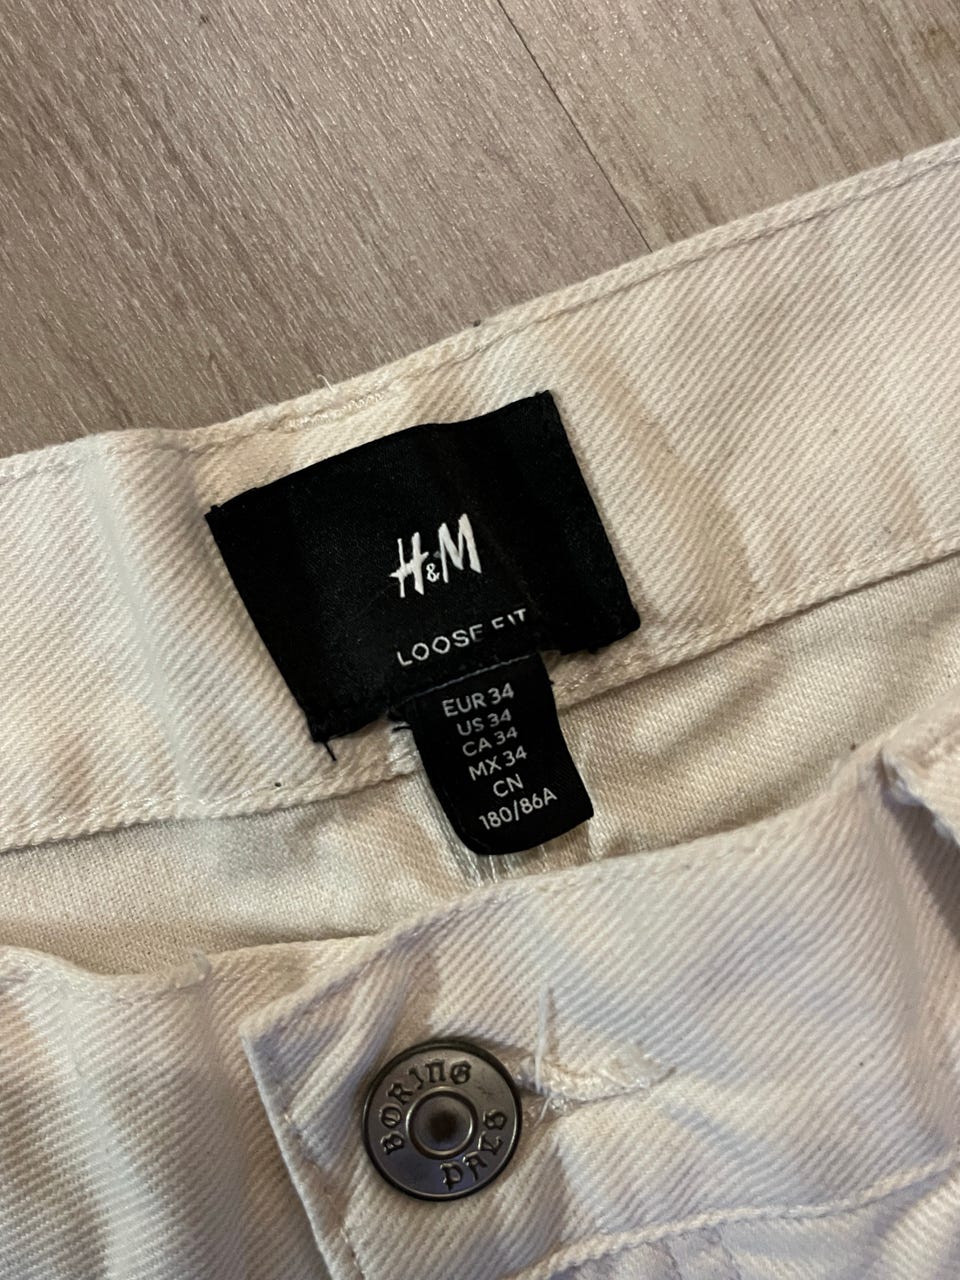 H&M
LOOSE FIT
EUR 34
US 34
CA 34
MX 34
CN
180/86A
BORING
PALS